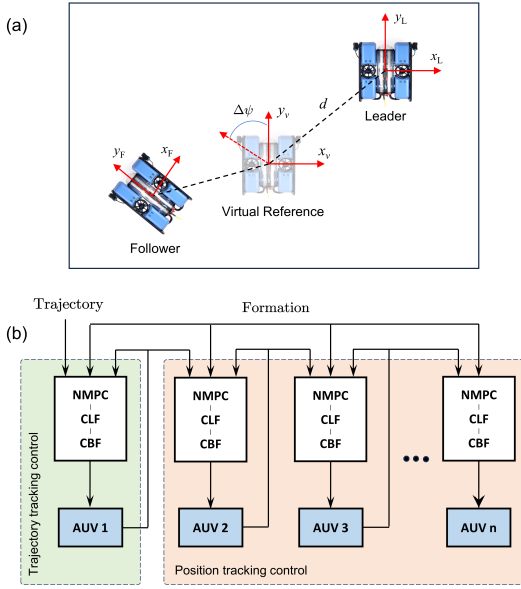 (a)
y_L
x_L
d
Leader
Δψ
y_v
x_v
y_F
x_F
Virtual Reference
Follower
Trajectory
Formation
(b)
NMPC
CLF
CBF
NMPC
CLF
CBF
NMPC
CLF
CBF
NMPC
CLF
CBF
AUV 1
AUV 2
AUV 3
AUV n
Trajectory tracking control
Position tracking control